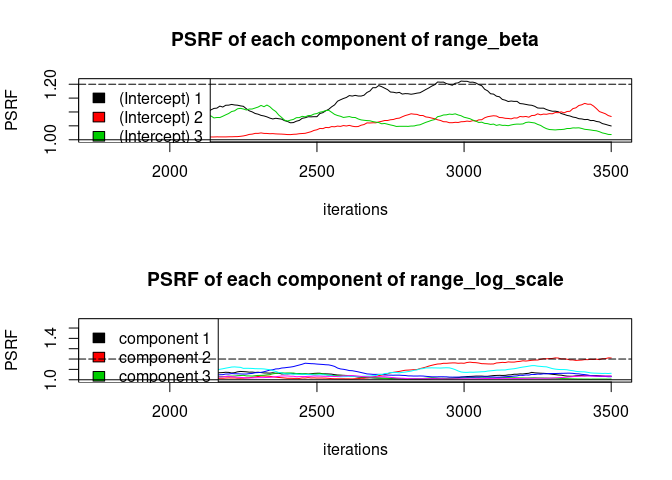 PSRF of each component of range_beta
PSRF
1.00 1.20
(Intercept) 1
(Intercept) 2
(Intercept) 3
2000 2500 3000 3500
iterations
PSRF of each component of range_log_scale
PSRF
1.0 1.4
component 1
component 2
component 3
2000 2500 3000 3500
iterations